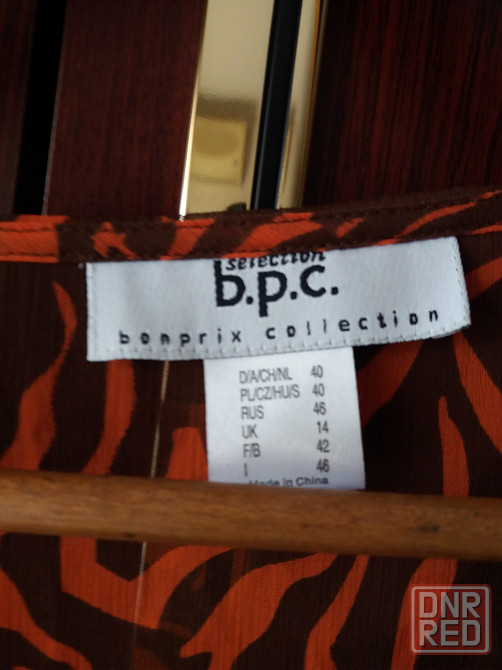 selection
b.p.c.
bonprix collection
D/A/CH/NL 40
PL/CZ/HU/S 40
RUS 46
UK 14
F/B 42
I 46
Made in China
DNR
RED